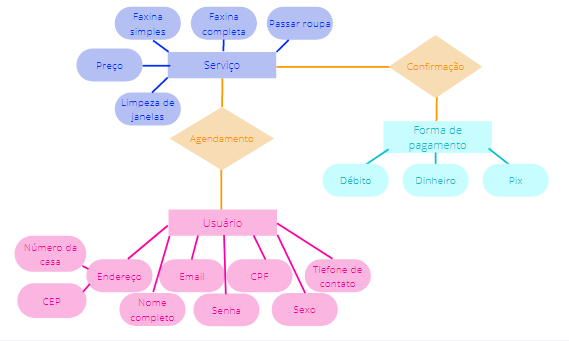 Faxina
simples
Faxina
completa
Passar roupa
Preço
Serviço
Confirmação
Limpeza de
janelas
Agendamento
Forma de
pagamento
Débito
Dinheiro
Pix
Usuário
Número da
casa
Endereço
Email
CPF
Tlefone de
contato
CEP
Nome
completo
Senha
Sexo